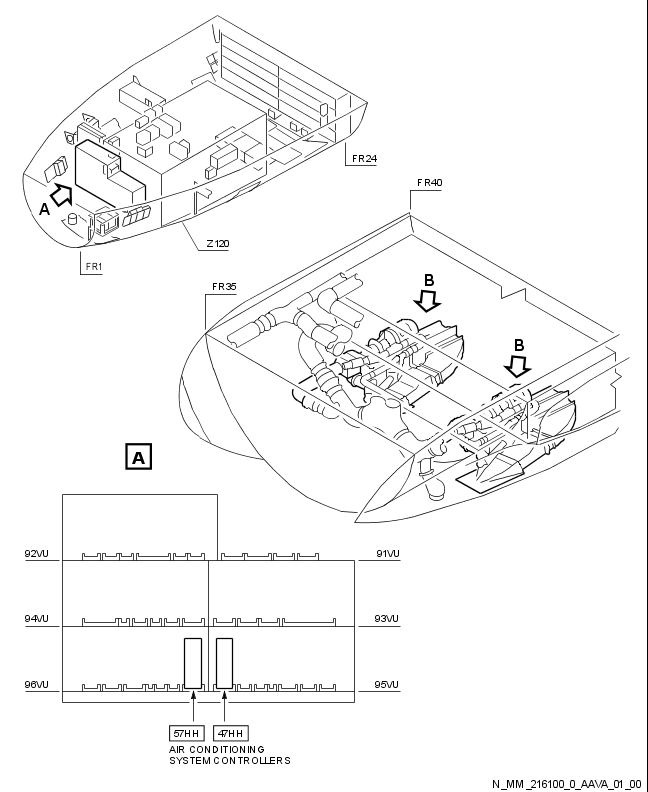 FR24
A
Z120
FR1
FR40
FR35
B
B
A
92VU
91VU
94VU
93VU
96VU
95VU
57HH 47HH
AIR CONDITIONING
SYSTEM CONTROLLERS
N_MM_216100_0_AAVA_01_00